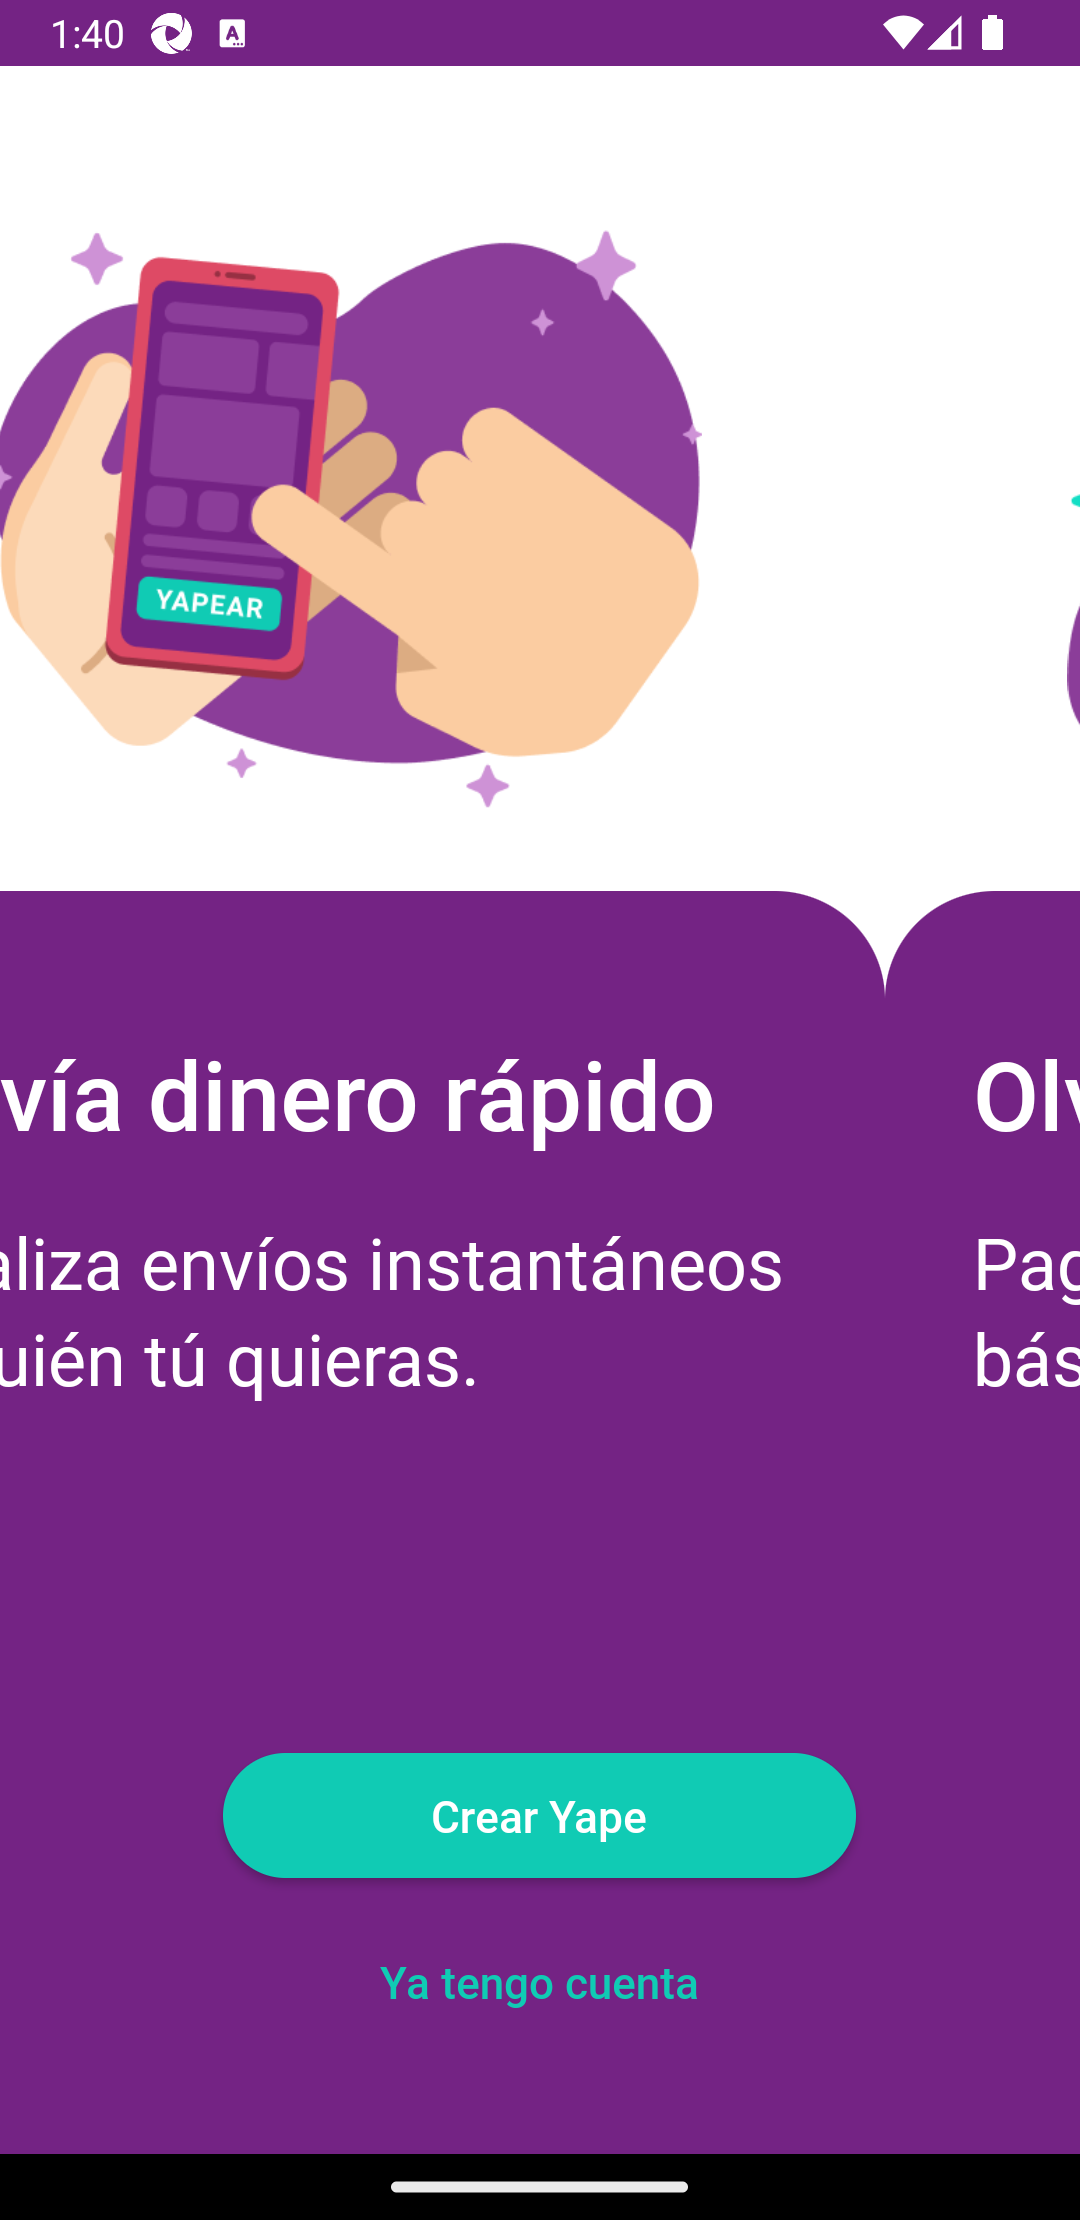 1:40
YAPEAR
vía dinero rápido
Olv
aliza envíos instantáneos
uién tú quieras.
Pag
bás
Crear Yape
Ya tengo cuenta